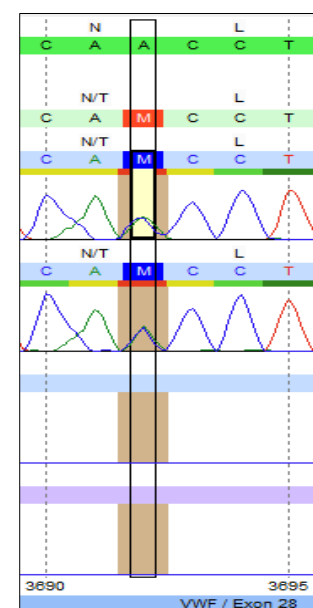 N L
C A A C C T
N/T L
C A M C C T
N/T L
C A M C C T
N/T L
C A M C C T
3690 3695
VWF / Exon 28